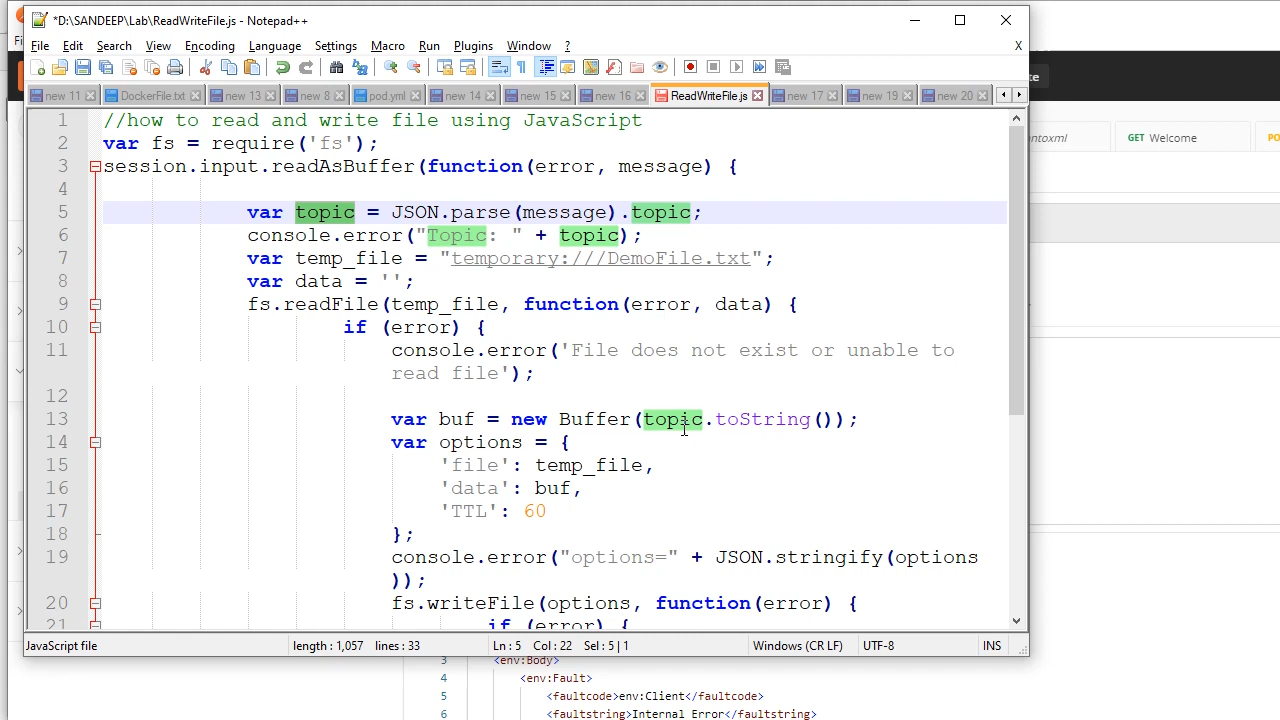 *D:\SANDEEP\Lab\ReadWriteFile.js - Notepad++
File Edit Search View Encoding Language Settings Macro Run Plugins Window ? X
new 11 DockerFile.txt new 13 new 8 pod.yml new 14 new 15 new 16 ReadWriteFile.js new 17 new 19 new 20
1 //how to read and write file using JavaScript
2 var fs = require('fs');
3 session.input.readAsBuffer(function(error, message) {
4
5 var topic = JSON.parse(message).topic;
6 console.error("Topic: " + topic);
7 var temp_file = "temporary:///DemoFile.txt";
8 var data = '';
9 fs.readFile(temp_file, function(error, data) {
10 if (error) {
11 console.error('File does not exist or unable to
read file');
12
13 var buf = new Buffer(topic.toString());
14 var options = {
15 'file': temp_file,
16 'data': buf,
17 'TTL': 60
18 };
19 console.error("options=" + JSON.stringify(options
));
20 fs.writeFile(options, function(error) {
21 if (error) {
JavaScript file length : 1,057 lines : 33 Ln : 5 Col : 22 Sel : 5 | 1 Windows (CR LF) UTF-8 INS
GET Welcome
3 <env:Body>
4 <env:Fault>
5 <faultcode>env:Client</faultcode>
6 <faultstring>Internal Error</faultstring>